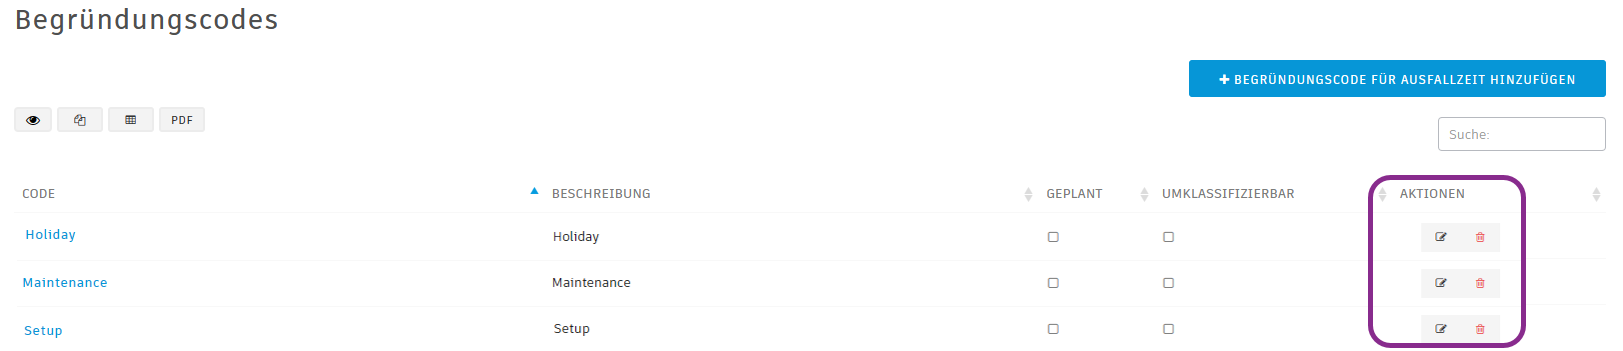 Begründungscodes
BEGRÜNDUNGSCODE FÜR AUSFALLZEIT HINZUFÜGEN
PDF
Suche:
CODE BESCHREIBUNG GEPLANT UMKLASSIFIZIERBAR AKTIONEN
Holiday Holiday
Maintenance Maintenance
Setup Setup